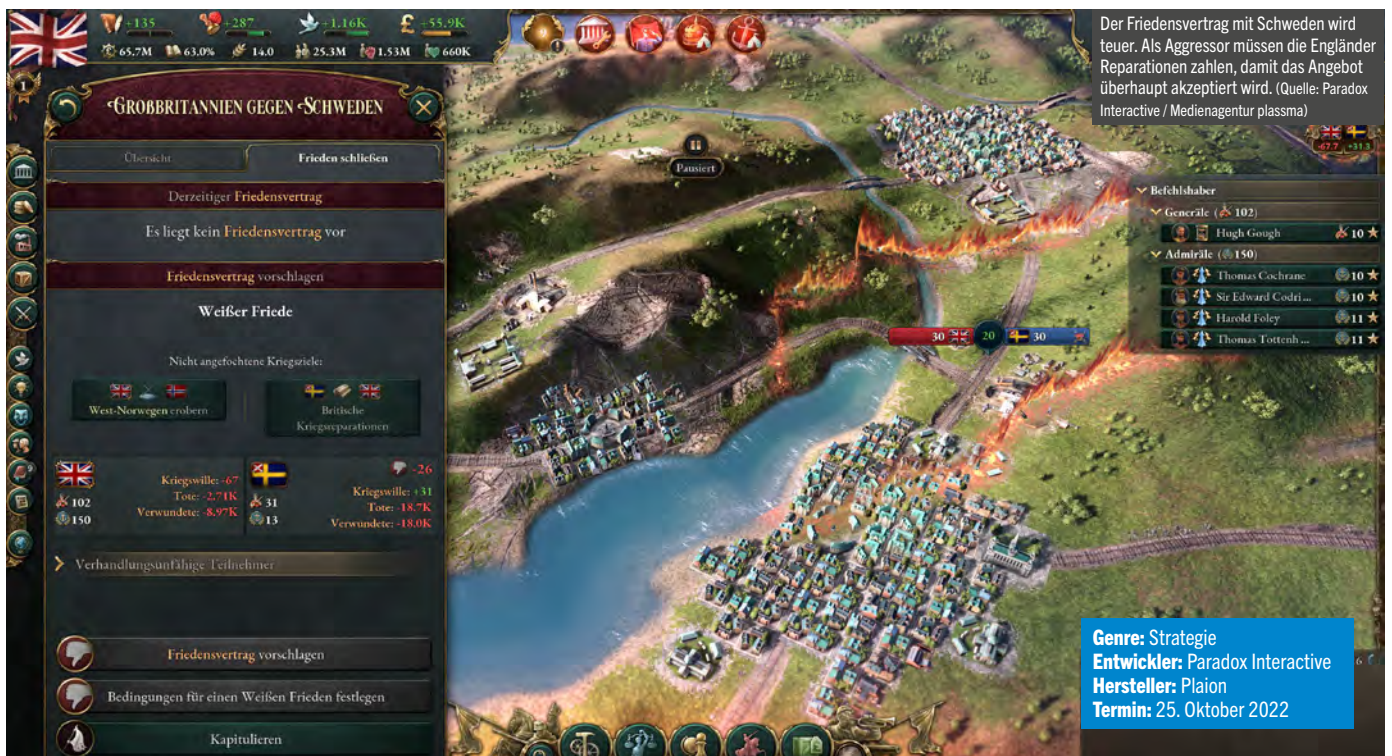 +135
+287
+1.16K
+55.9K
65.7M
63.0%
14.0
25.3M
1.53M
660K
Der Friedensvertrag mit Schweden wird
teuer. Als Aggressor müssen die Engländer
Reparationen zahlen, damit das Angebot
überhaupt akzeptiert wird. (Quelle: Paradox
Interactive / Medienagentur plassma)
1
GROẞBRITANNIEN GEGEN SCHWEDEN
Übersicht
Frieden schließen
Derzeitiger Friedensvertrag
Es liegt kein Friedensvertrag vor
Friedensvertrag vorschlagen
Weißer Friede
Nicht angefochtene Kriegsziele:
West-Norwegen erobern
Britische
Kriegsreparationen
-26
Kriegswille: -67
Tote: -2.71K
Verwundete: -8.97K
102
150
Kriegswille: +31
Tote: -18.7K
Verwundete: -18.0K
31
13
Verhandlungsunfähige Teilnehmer
Friedensvertrag vorschlagen
Bedingungen für einen Weißen Frieden festlegen
Kapitulieren
Pausiert
30
20
30
-67.7
+31.3
Befehlshaber
Generäle (102)
Hugh Gough 10
Admiräle (150)
Thomas Cochrane 10
Sir Edward Codri... 10
Harold Foley 11
Thomas Tottenh... 11
Genre: Strategie
Entwickler: Paradox Interactive
Hersteller: Plaion
Termin: 25. Oktober 2022